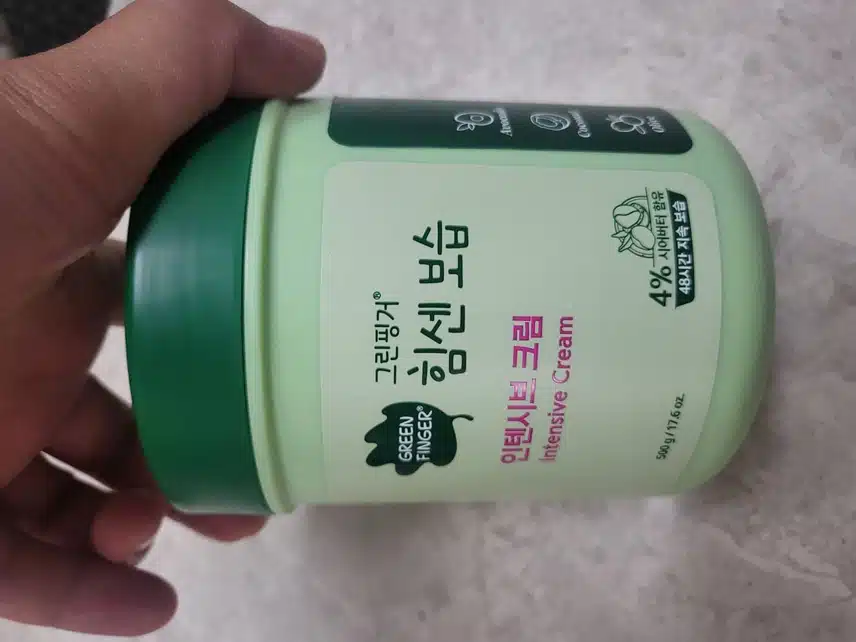 GREEN
FINGER®
그린핑거®
힘센 보습
인텐시브 크림
Intensive Cream
4% 시어버터 함유
48시간 지속 보습
500 g / 17.6 oz.
Avocado
Coconut
Olive